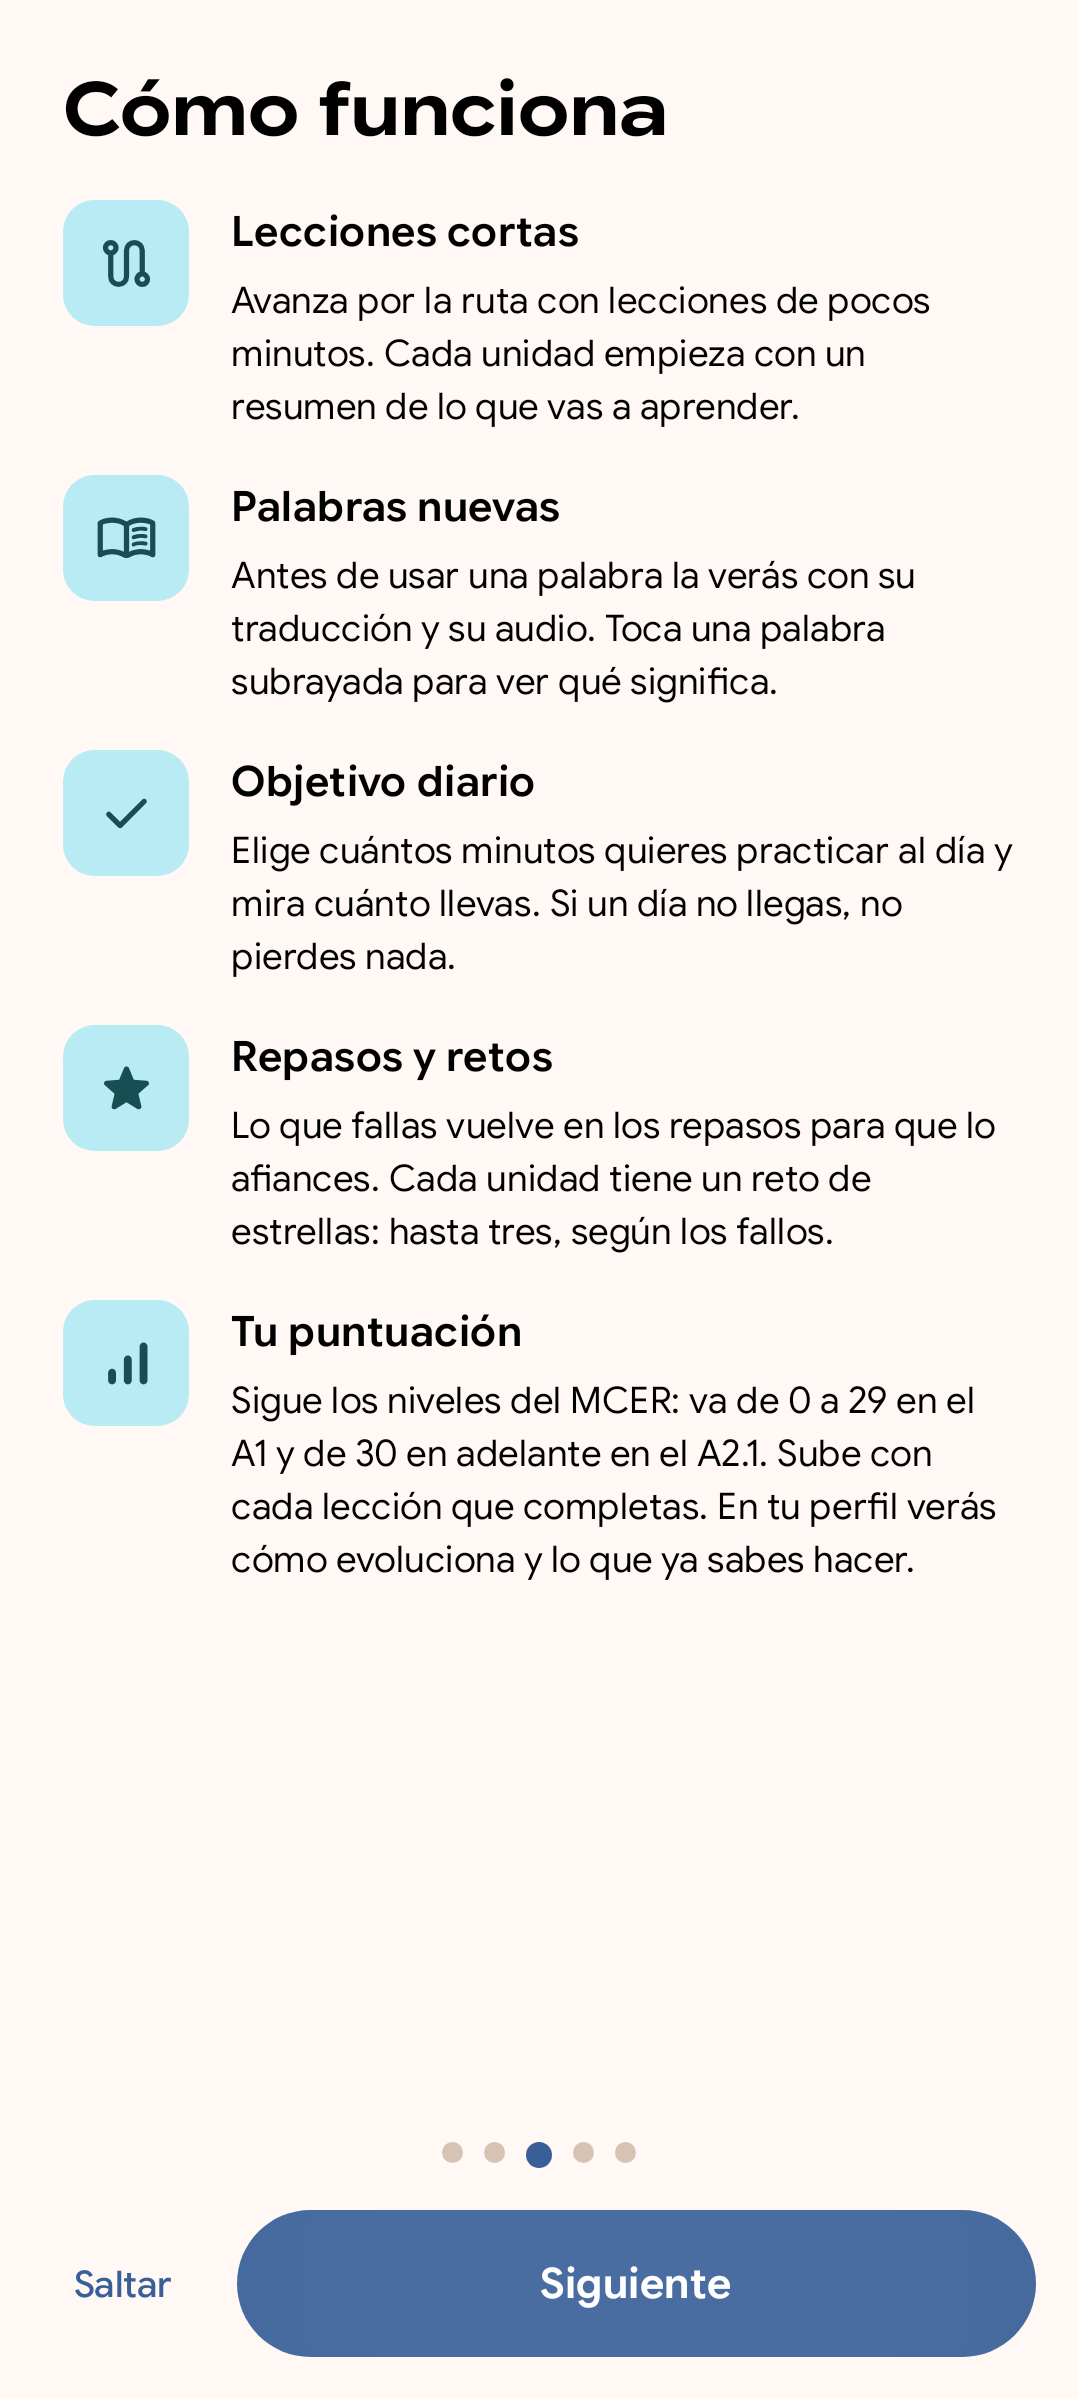 Cómo funciona
Lecciones cortas
Avanza por la ruta con lecciones de pocos
minutos. Cada unidad empieza con un
resumen de lo que vas a aprender.
Palabras nuevas
Antes de usar una palabra la verás con su
traducción y su audio. Toca una palabra
subrayada para ver qué significa.
Objetivo diario
Elige cuántos minutos quieres practicar al día y
mira cuánto llevas. Si un día no llegas, no
pierdes nada.
Repasos y retos
Lo que fallas vuelve en los repasos para que lo
afiances. Cada unidad tiene un reto de
estrellas: hasta tres, según los fallos.
Tu puntuación
Sigue los niveles del MCER: va de 0 a 29 en el
A1 y de 30 en adelante en el A2.1. Sube con
cada lección que completas. En tu perfil verás
cómo evoluciona y lo que ya sabes hacer.
Saltar
Siguiente